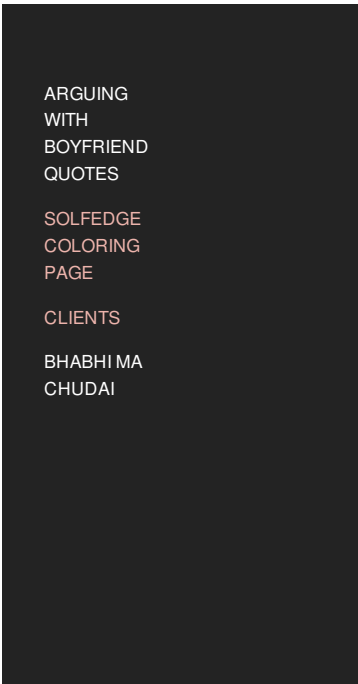 ARGUING
WITH
BOYFRIEND
QUOTES
SOLFEDGE
COLORING
PAGE
CLIENTS
BHABHI MA
CHUDAI